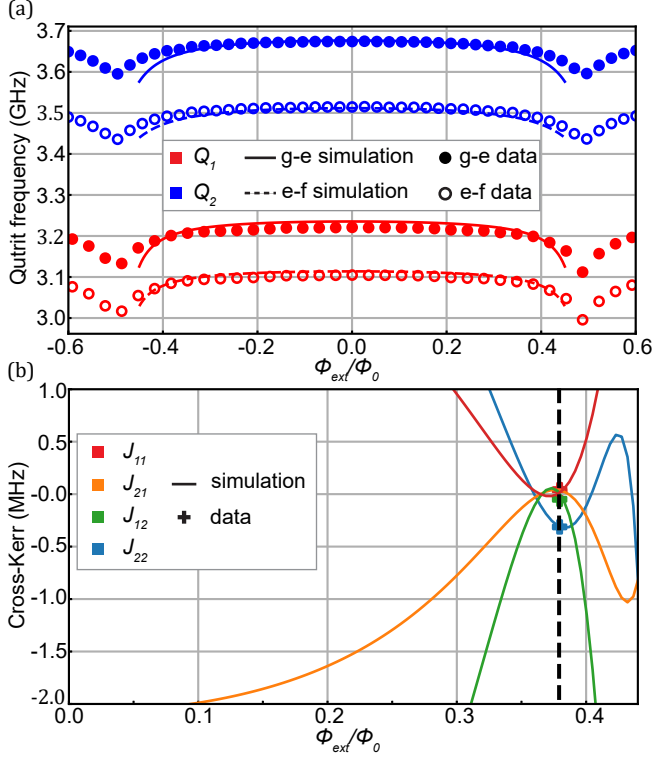 (a)
3.7
3.6
3.5
3.4
3.3
3.2
3.1
3.0
Qutrit frequency (GHz)
Q₁ g-e simulation g-e data
Q₂ e-f simulation e-f data
-0.6 -0.4 -0.2 0.0 0.2 0.4 0.6
Φext/Φ0
(b)
1.0
0.5
-0.0
-0.5
-1.0
-1.5
-2.0
Cross-Kerr (MHz)
J₁₁
J₂₁ simulation
J₁₂ data
J₂₂
0.0 0.1 0.2 0.3 0.4
Φext/Φ0